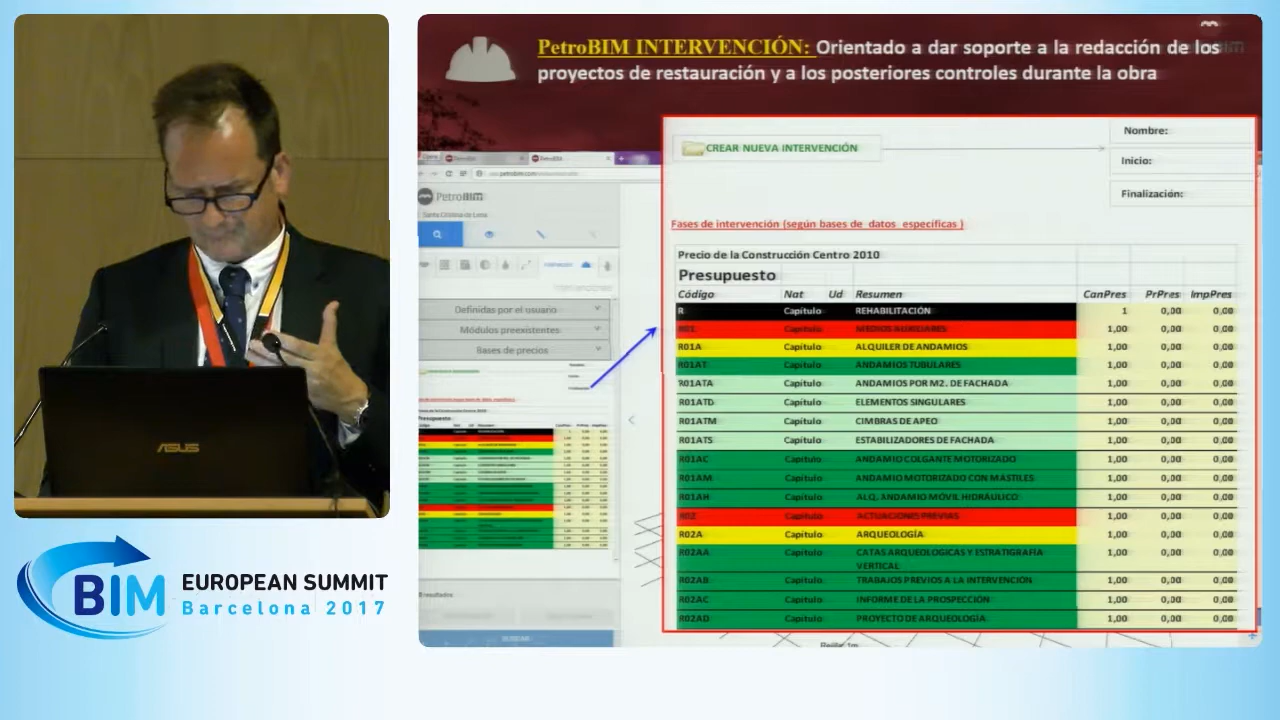 PetroBIM INTERVENCIÓN: Orientado a dar soporte a la redacción de los
proyectos de restauración y a los posteriores controles durante la obra
CREAR NUEVA INTERVENCIÓN
Nombre:
Inicio:
Finalización:
Fases de intervención (según bases de datos específicas )
Precio de la Construcción Centro 2010
Presupuesto
Código Nat Ud Resumen CanPres PrPres ImpPres
R Capítulo REHABILITACIÓN 1 0,00 0,00
R01 Capítulo MEDIOS AUXILIARES 1,00 0,00 0,00
R01A Capítulo ALQUILER DE ANDAMIOS 1,00 0,00 0,00
R01AT Capítulo ANDAMIOS TUBULARES 1,00 0,00 0,00
R01ATA Capítulo ANDAMIOS POR M2. DE FACHADA 1,00 0,00 0,00
R01ATD Capítulo ELEMENTOS SINGULARES 1,00 0,00 0,00
R01ATM Capítulo CIMBRAS DE APEO 1,00 0,00 0,00
R01ATS Capítulo ESTABILIZADORES DE FACHADA 1,00 0,00 0,00
R01AC Capítulo ANDAMIO COLGANTE MOTORIZADO 1,00 0,00 0,00
R01AM Capítulo ANDAMIO MOTORIZADO CON MÁSTILES 1,00 0,00 0,00
R01AH Capítulo ALQ. ANDAMIO MÓVIL HIDRÁULICO 1,00 0,00 0,00
R02 Capítulo ACTUACIONES PREVIAS 1,00 0,00 0,00
R02A Capítulo ARQUEOLOGÍA 1,00 0,00 0,00
R02AA Capítulo CATAS ARQUEOLOGICAS Y ESTRATIGRAFÍA 1,00 0,00 0,00
VERTICAL
R02AB Capítulo TRABAJOS PREVIOS A LA INTERVENCIÓN 1,00 0,00 0,00
R02AC Capítulo INFORME DE LA PROSPECCIÓN 1,00 0,00 0,00
R02AD Capítulo PROYECTO DE ARQUEOLOGÍA 1,00 0,00 0,00
PetroBIM
Santa Cristina de Lena
Definidas por el usuario
Módulos preexistentes
Bases de precios
resultados
BUSCAR
ASUS
BIM EUROPEAN SUMMIT
Barcelona 2017